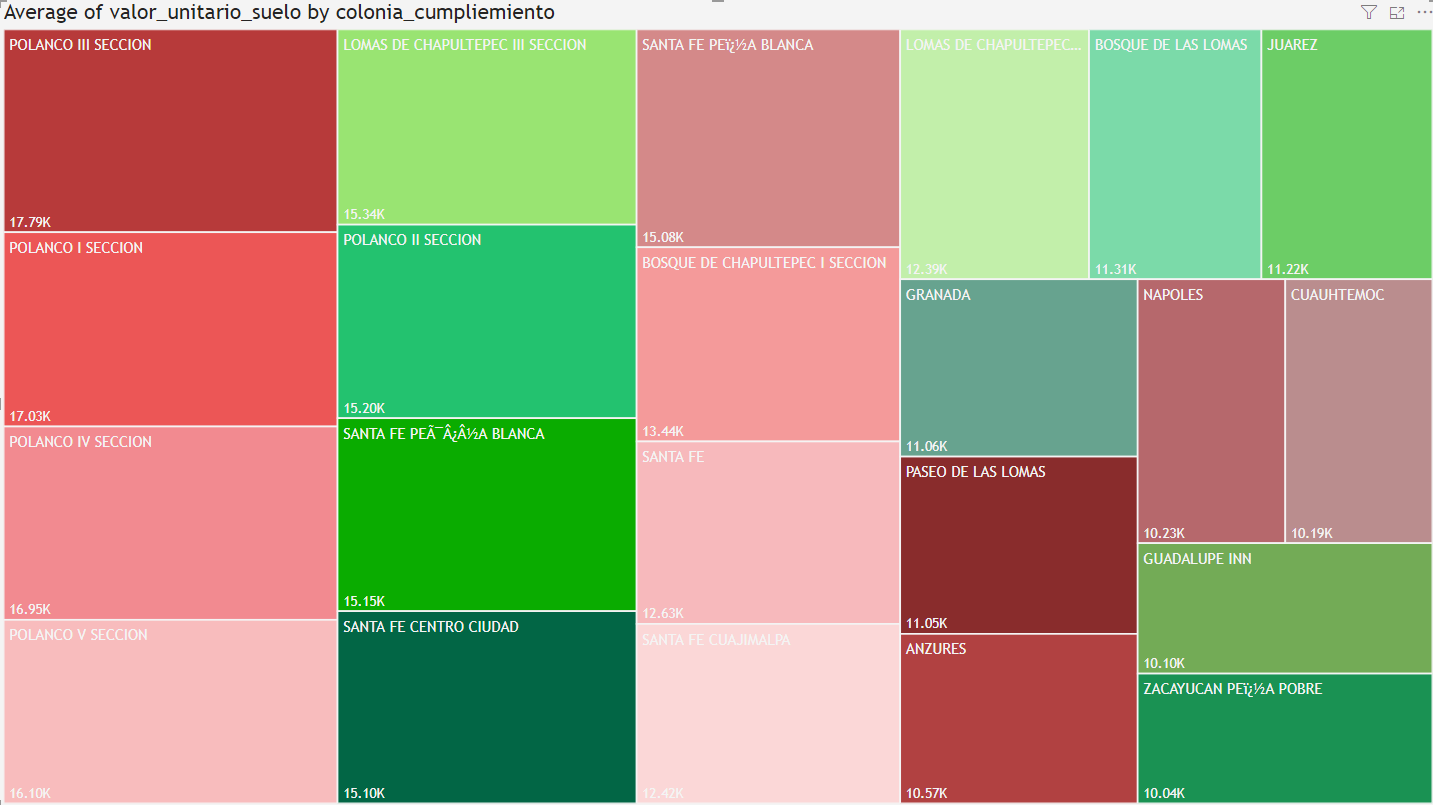 Average of valor_unitario_suelo by colonia_cumpliemiento
POLANCO III SECCION
17.79K
POLANCO I SECCION
17.03K
POLANCO IV SECCION
16.95K
POLANCO V SECCION
16.10K
LOMAS DE CHAPULTEPEC III SECCION
15.34K
POLANCO II SECCION
15.20K
SANTA FE PEÃ¯Â¿Â½A BLANCA
15.15K
SANTA FE CENTRO CIUDAD
15.10K
SANTA FE PEï¿½A BLANCA
15.08K
BOSQUE DE CHAPULTEPEC I SECCION
13.44K
SANTA FE
12.63K
SANTA FE CUAJIMALPA
12.42K
LOMAS DE CHAPULTEPEC...
12.39K
BOSQUE DE LAS LOMAS
11.31K
JUAREZ
11.22K
GRANADA
11.06K
PASEO DE LAS LOMAS
11.05K
ANZURES
10.57K
NAPOLES
10.23K
CUAUHTEMOC
10.19K
GUADALUPE INN
10.10K
ZACAYUCAN PEï¿½A POBRE
10.04K